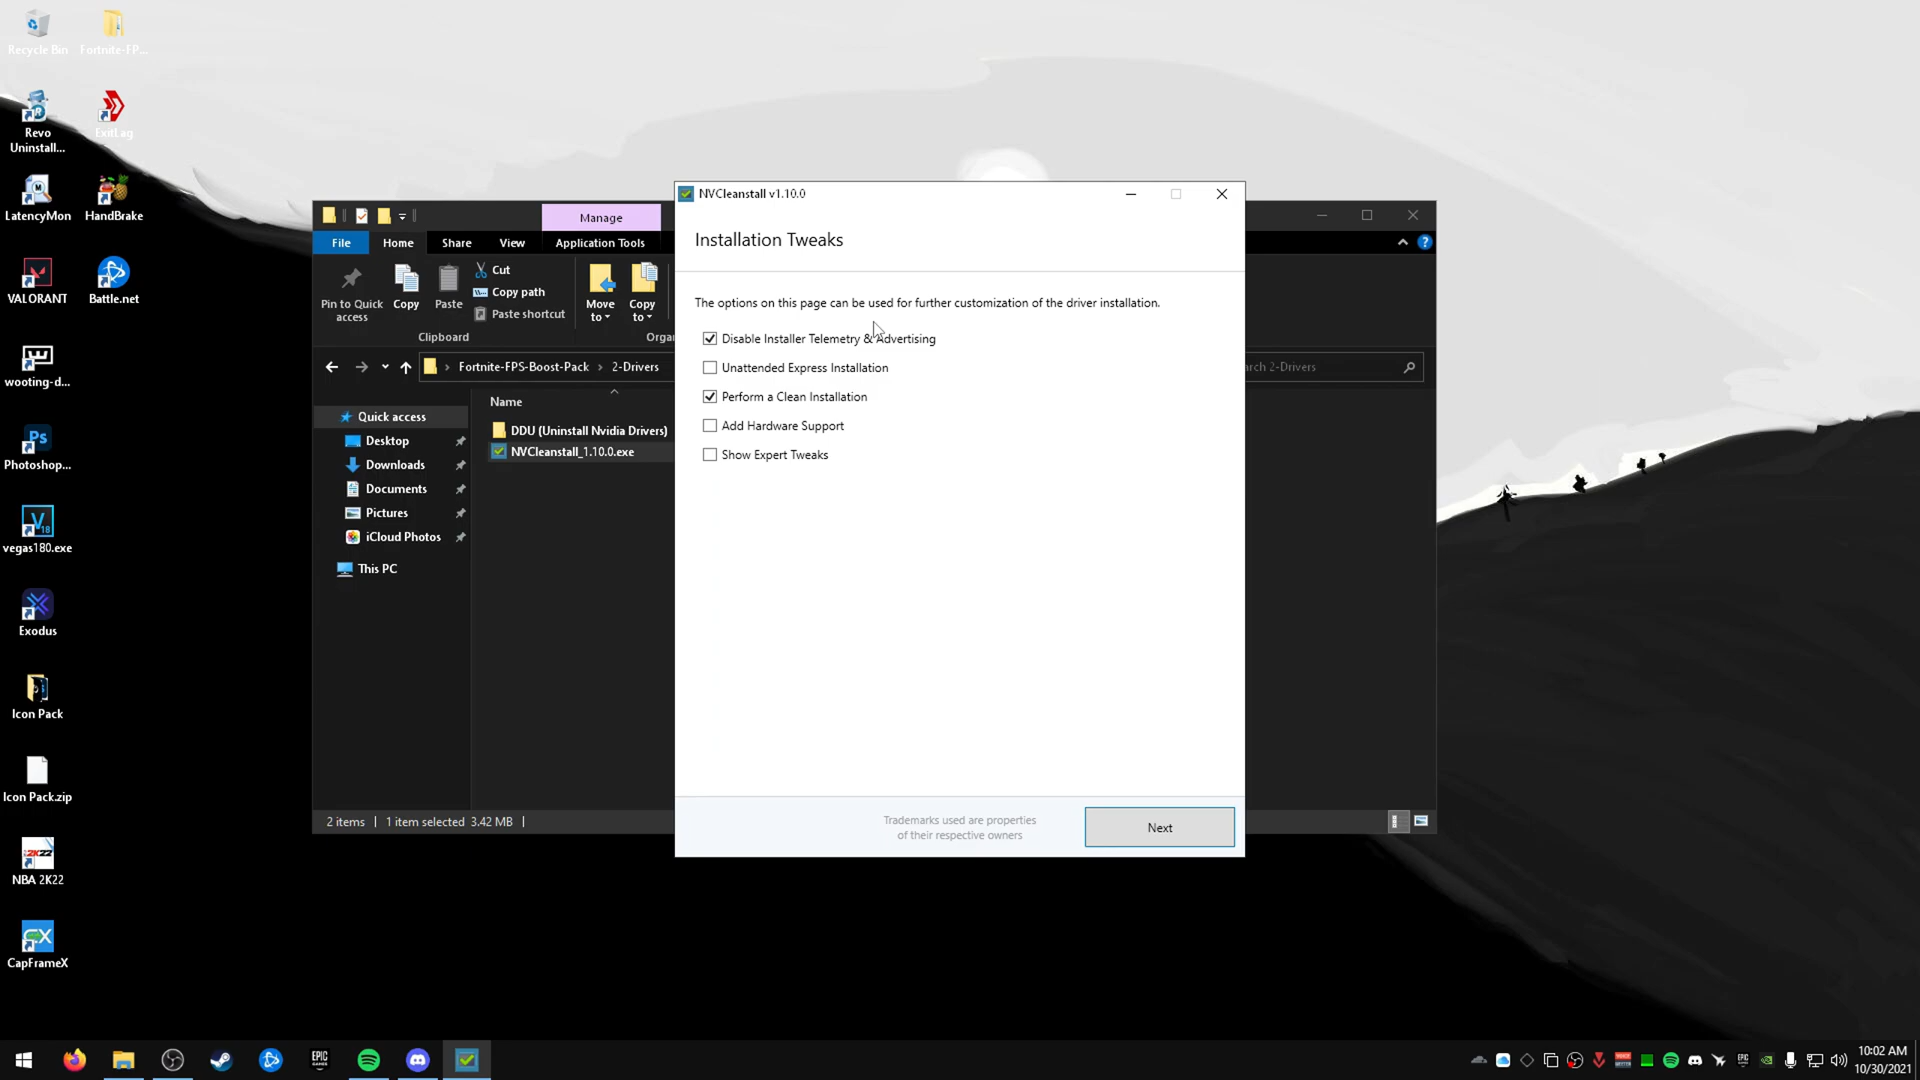 Recycle Bin
Fortnite-FP...
Revo
Uninstall...
ExitLag
LatencyMon
HandBrake
VALORANT
Battle.net
wooting-d...
Photoshop...
vegas180.exe
Exodus
Icon Pack
Icon Pack.zip
NBA 2K22
CapFrameX
Manage
File
Home
Share
View
Application Tools
Pin to Quick
access
Copy
Paste
Cut
Copy path
Paste shortcut
Move
to
Copy
to
Clipboard
Orga
Fortnite-FPS-Boost-Pack
2-Drivers
arch 2-Drivers
Name
Quick access
Desktop
Downloads
Documents
Pictures
iCloud Photos
This PC
DDU (Uninstall Nvidia Drivers)
NVCleanstall_1.10.0.exe
2 items
1 item selected 3.42 MB
NVCleanstall v1.10.0
Installation Tweaks
The options on this page can be used for further customization of the driver installation.
Disable Installer Telemetry & Advertising
Unattended Express Installation
Perform a Clean Installation
Add Hardware Support
Show Expert Tweaks
Trademarks used are properties
of their respective owners
Next
10:02 AM
10/30/2021